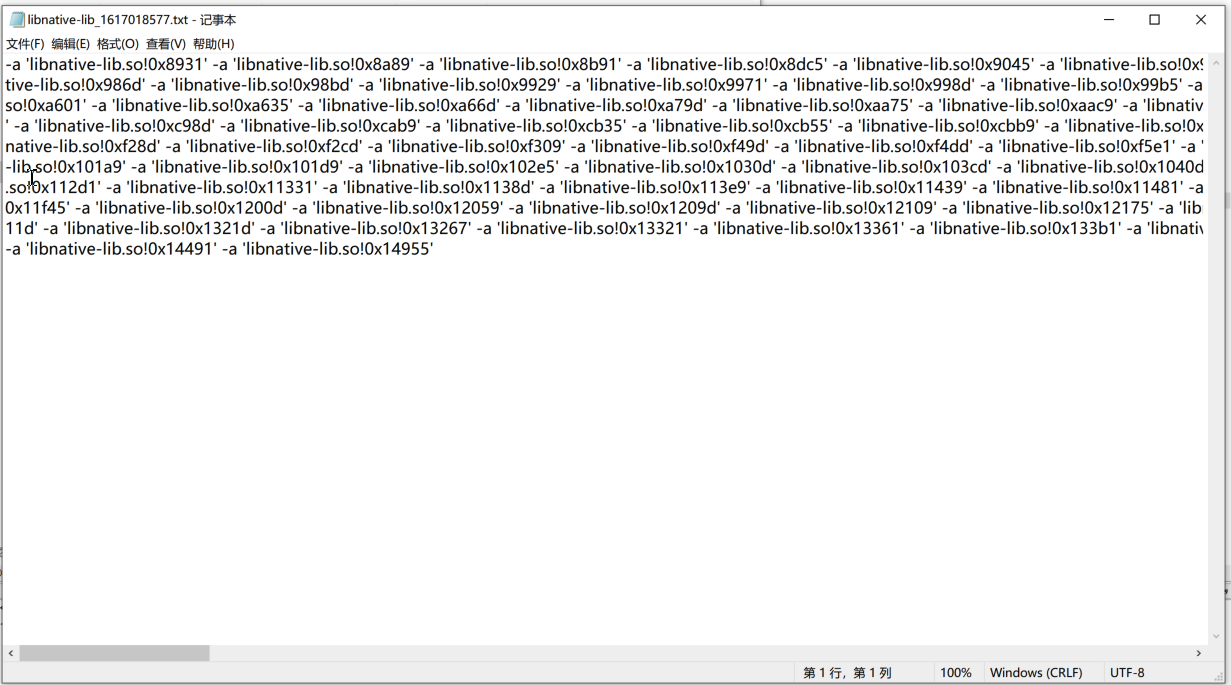 libnative-lib_1617018577.txt - 记事本
文件(F) 编辑(E) 格式(O) 查看(V) 帮助(H)
-a 'libnative-lib.so!0x8931' -a 'libnative-lib.so!0x8a89' -a 'libnative-lib.so!0x8b91' -a 'libnative-lib.so!0x8dc5' -a 'libnative-lib.so!0x9045' -a 'libnative-lib.so!0x9
tive-lib.so!0x986d' -a 'libnative-lib.so!0x98bd' -a 'libnative-lib.so!0x9929' -a 'libnative-lib.so!0x9971' -a 'libnative-lib.so!0x998d' -a 'libnative-lib.so!0x99b5' -a
so!0xa601' -a 'libnative-lib.so!0xa635' -a 'libnative-lib.so!0xa66d' -a 'libnative-lib.so!0xa79d' -a 'libnative-lib.so!0xaa75' -a 'libnative-lib.so!0xaac9' -a 'libnativ
' -a 'libnative-lib.so!0xc98d' -a 'libnative-lib.so!0xcab9' -a 'libnative-lib.so!0xcb35' -a 'libnative-lib.so!0xcb55' -a 'libnative-lib.so!0xcbb9' -a 'libnative-lib.so!0x
native-lib.so!0xf28d' -a 'libnative-lib.so!0xf2cd' -a 'libnative-lib.so!0xf309' -a 'libnative-lib.so!0xf49d' -a 'libnative-lib.so!0xf4dd' -a 'libnative-lib.so!0xf5e1' -a '
-lib.so!0x101a9' -a 'libnative-lib.so!0x101d9' -a 'libnative-lib.so!0x102e5' -a 'libnative-lib.so!0x1030d' -a 'libnative-lib.so!0x103cd' -a 'libnative-lib.so!0x1040d
.so!0x112d1' -a 'libnative-lib.so!0x11331' -a 'libnative-lib.so!0x1138d' -a 'libnative-lib.so!0x113e9' -a 'libnative-lib.so!0x11439' -a 'libnative-lib.so!0x11481' -a
0x11f45' -a 'libnative-lib.so!0x1200d' -a 'libnative-lib.so!0x12059' -a 'libnative-lib.so!0x1209d' -a 'libnative-lib.so!0x12109' -a 'libnative-lib.so!0x12175' -a 'lib
11d' -a 'libnative-lib.so!0x1321d' -a 'libnative-lib.so!0x13267' -a 'libnative-lib.so!0x13321' -a 'libnative-lib.so!0x13361' -a 'libnative-lib.so!0x133b1' -a 'libnativ
-a 'libnative-lib.so!0x14491' -a 'libnative-lib.so!0x14955'
第 1 行，第 1 列 100% Windows (CRLF) UTF-8